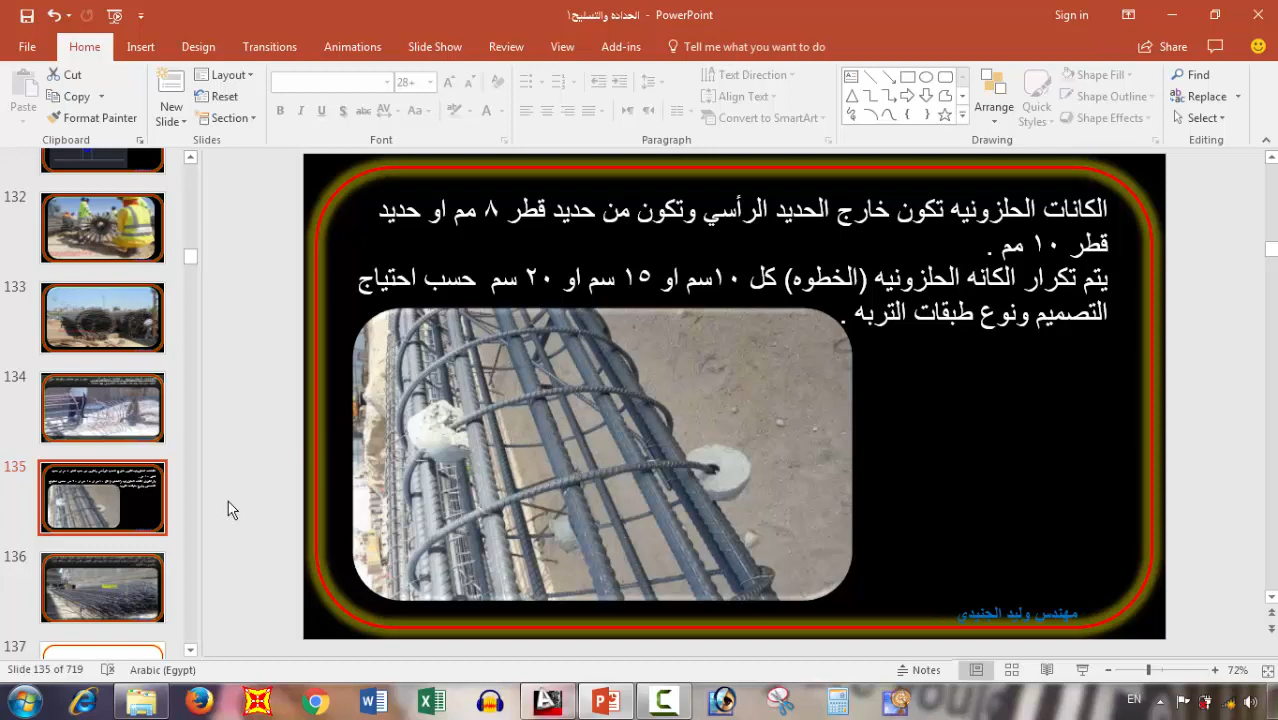 الحداده والتسليح١ - PowerPoint
Sign in
File
Home
Insert
Design
Transitions
Animations
Slide Show
Review
View
Add-ins
Tell me what you want to do
Share
Paste
Cut
Copy
Format Painter
Clipboard
New Slide
Layout
Reset
Section
Slides
28+
Font
Text Direction
Align Text
Convert to SmartArt
Paragraph
Arrange
Quick Styles
Shape Fill
Shape Outline
Shape Effects
Drawing
Find
Replace
Select
Editing
132
133
134
135
136
137
الكانات الحلزونيه تكون خارج الحديد الرأسي وتكون من حديد قطر ٨ مم او حديد
قطر ١٠ مم .
يتم تكرار الكانه الحلزونيه (الخطوه) كل ١٠سم او ١٥ سم او ٢٠ سم حسب احتياج
التصميم ونوع طبقات التربه .
مهندس وليد الجنيدى
Slide 135 of 719
Arabic (Egypt)
Notes
72%
EN